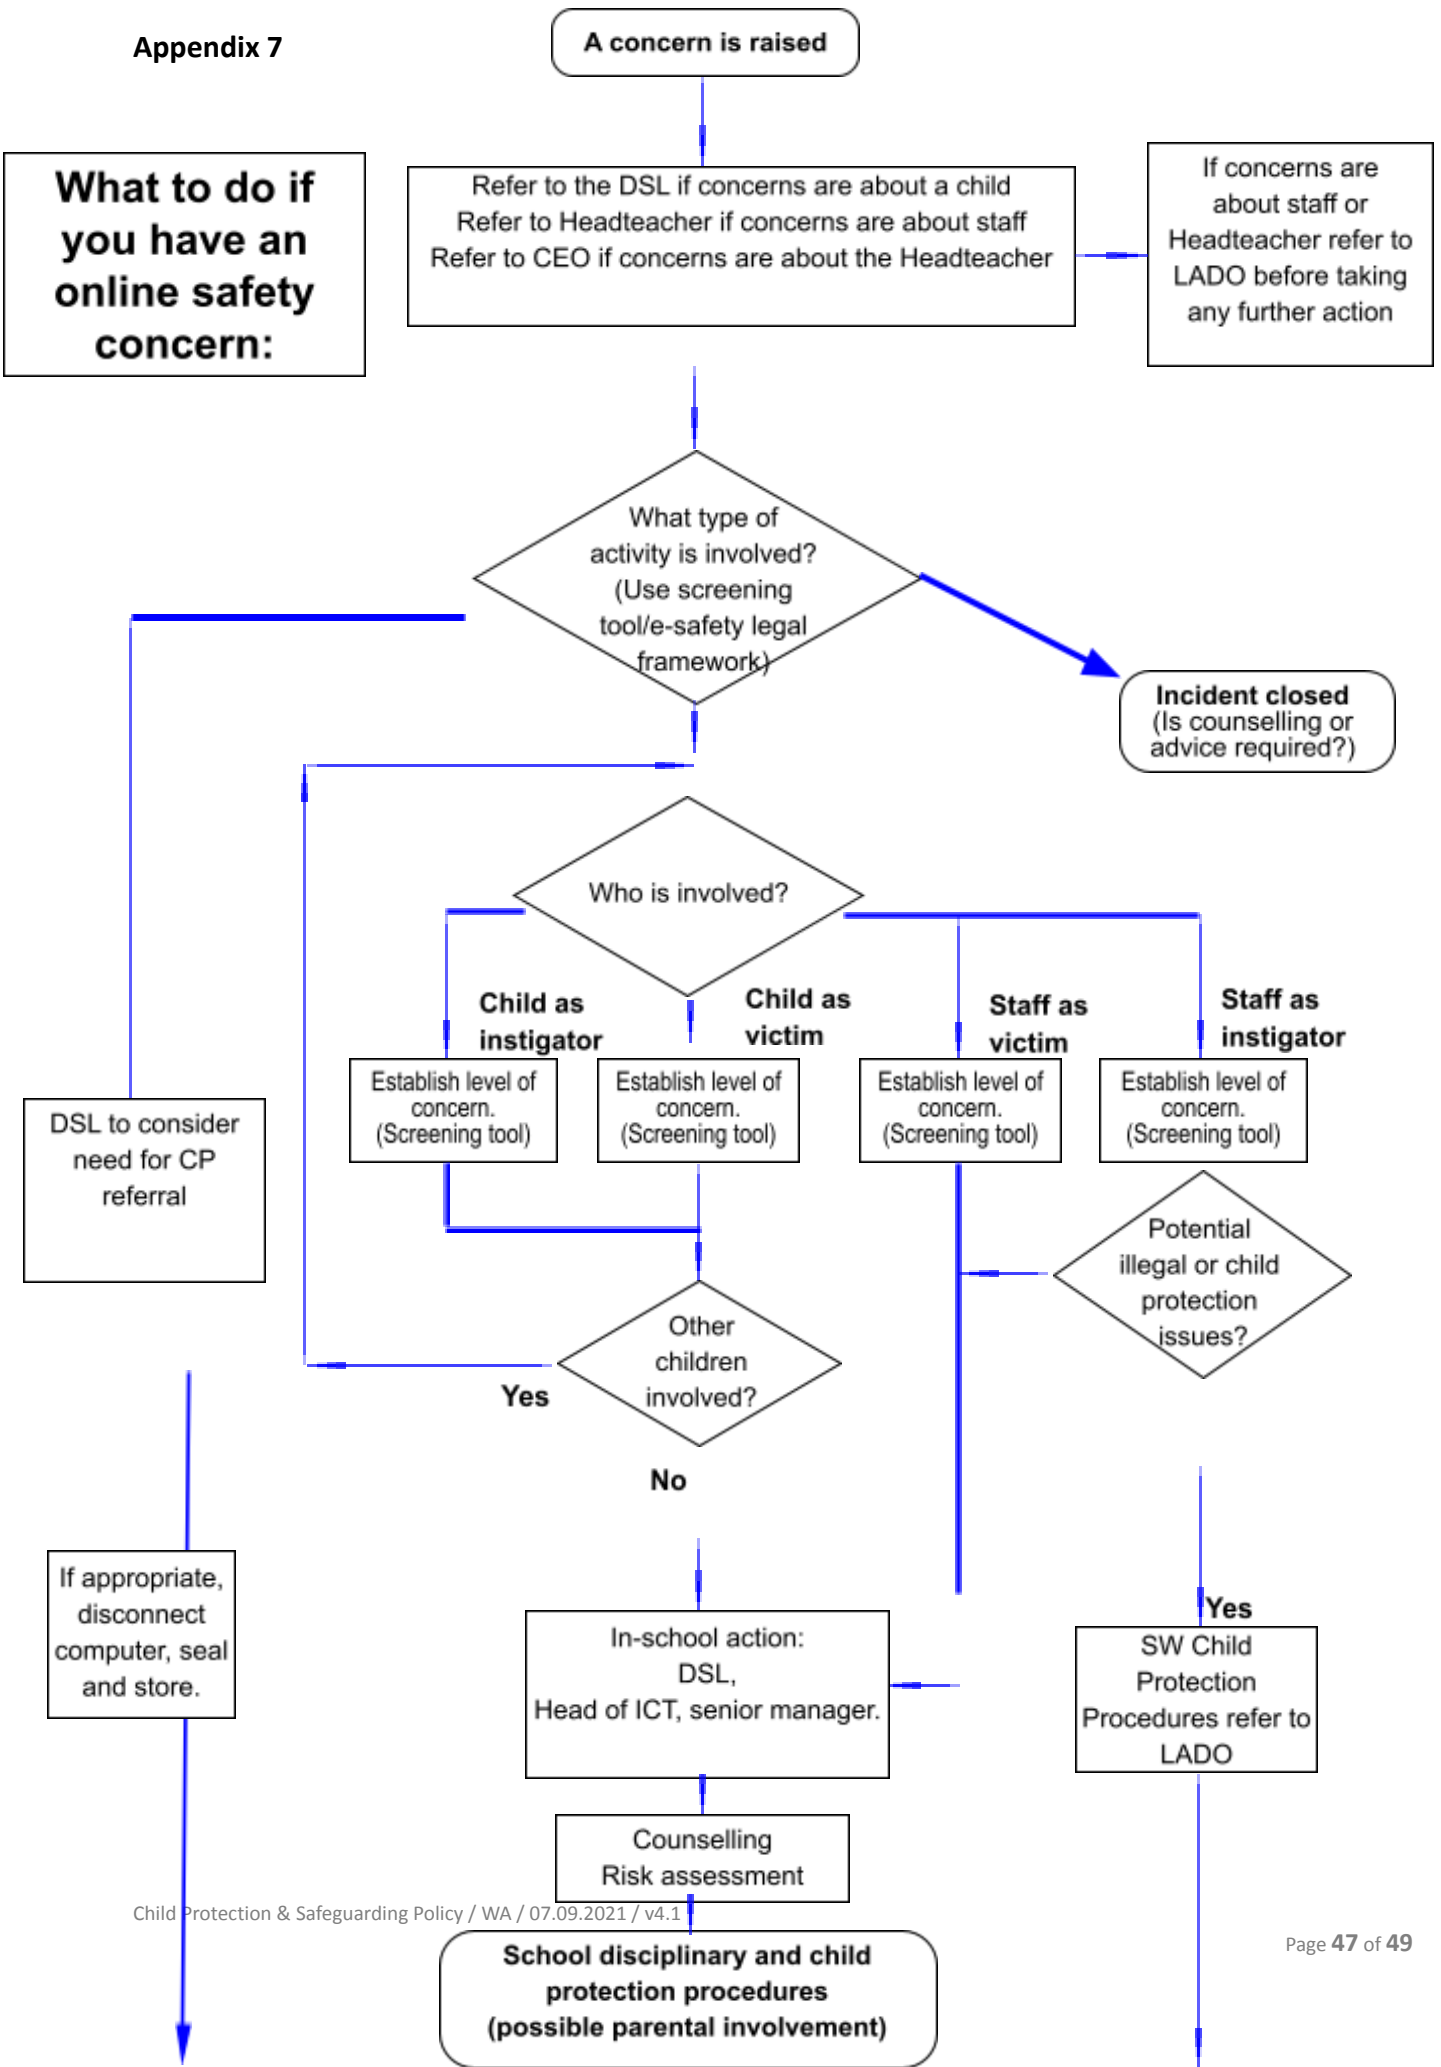 Appendix 7
A concern is raised
What to do if
you have an
online safety
concern:
Refer to the DSL if concerns are about a child
Refer to Headteacher if concerns are about staff
Refer to CEO if concerns are about the Headteacher
If concerns are
about staff or
Headteacher refer to
LADO before taking
any further action
What type of
activity is involved?
(Use screening
tool/e-safety legal
framework)
Incident closed
(Is counselling or
advice required?)
Who is involved?
Child as
instigator
Child as
victim
Staff as
victim
Staff as
instigator
Establish level of
concern.
(Screening tool)
Establish level of
concern.
(Screening tool)
Establish level of
concern.
(Screening tool)
Establish level of
concern.
(Screening tool)
DSL to consider
need for CP
referral
Potential
illegal or child
protection
issues?
Other
children
involved?
Yes
No
If appropriate,
disconnect
computer, seal
and store.
In-school action:
DSL,
Head of ICT, senior manager.
Yes
SW Child
Protection
Procedures refer to
LADO
Counselling
Risk assessment
Child Protection & Safeguarding Policy / WA / 07.09.2021 / v4.1
Page 47 of 49
School disciplinary and child
protection procedures
(possible parental involvement)